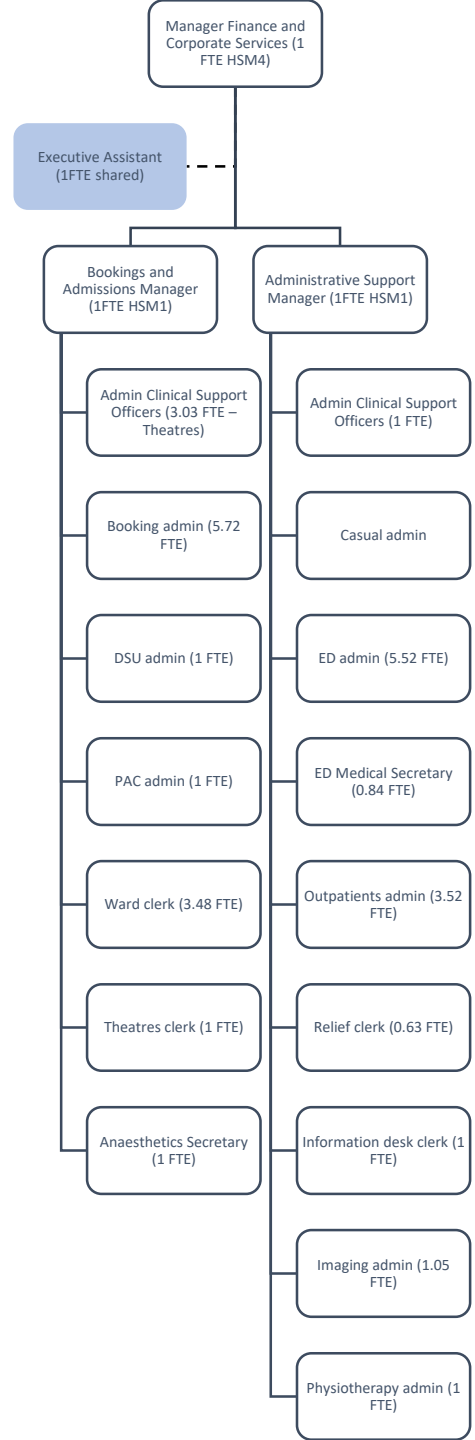 Manager Finance and
Corporate Services (1
FTE HSM4)
Executive Assistant
(1FTE shared)
Bookings and
Admissions Manager
(1FTE HSM1)
Administrative Support
Manager (1FTE HSM1)
Admin Clinical Support
Officers (3.03 FTE –
Theatres)
Booking admin (5.72
FTE)
DSU admin (1 FTE)
PAC admin (1 FTE)
Ward clerk (3.48 FTE)
Theatres clerk (1 FTE)
Anaesthetics Secretary
(1 FTE)
Admin Clinical Support
Officers (1 FTE)
Casual admin
ED admin (5.52 FTE)
ED Medical Secretary
(0.84 FTE)
Outpatients admin (3.52
FTE)
Relief clerk (0.63 FTE)
Information desk clerk (1
FTE)
Imaging admin (1.05
FTE)
Physiotherapy admin (1
FTE)